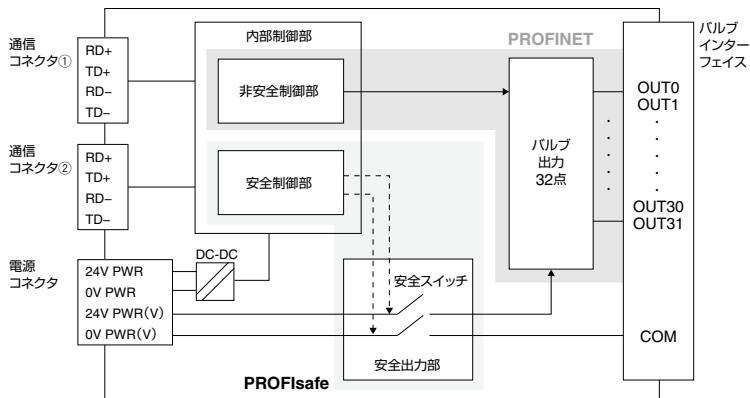 通信
コネクタ①
RD+
TD+
RD−
TD−
通信
コネクタ②
RD+
TD+
RD−
TD−
電源
コネクタ
24V PWR
0V PWR
24V PWR(V)
0V PWR(V)
DC-DC
内部制御部
非安全制御部
安全制御部
PROFINET
バルブ
出力
32点
安全スイッチ
安全出力部
PROFIsafe
OUT0
OUT1
OUT30
OUT31
COM
バルブ
インター
フェイス